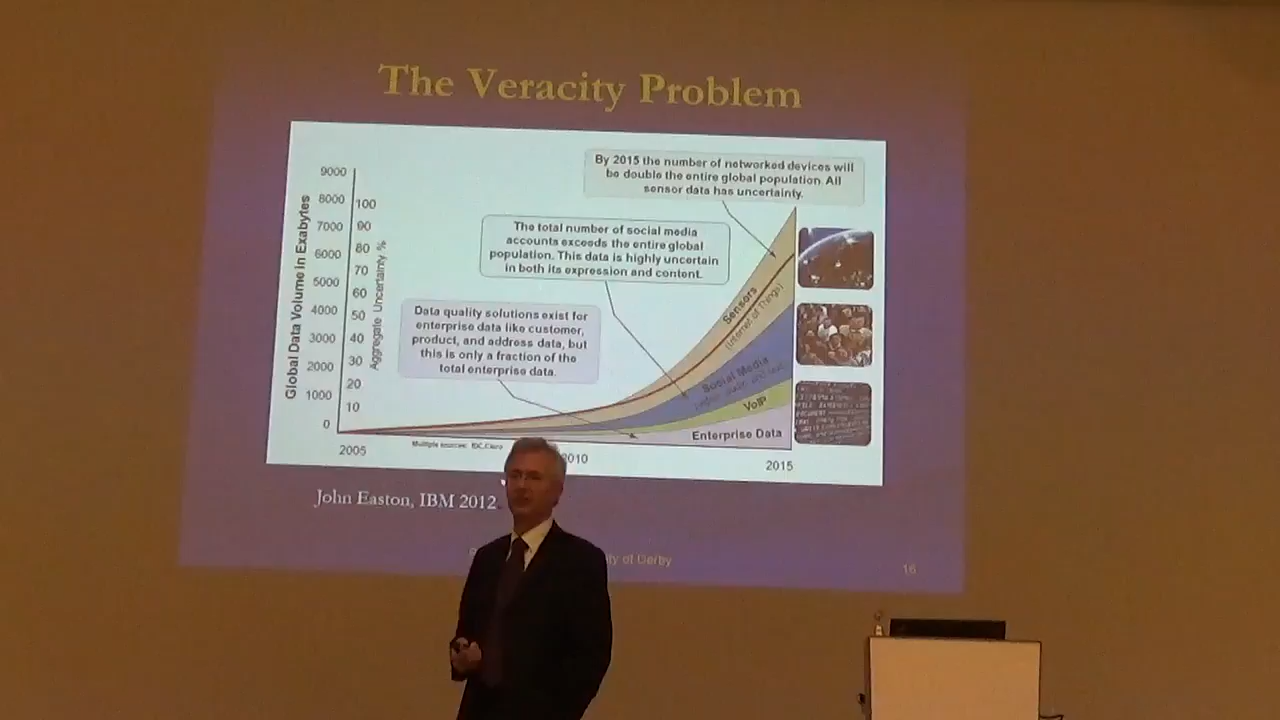 The Veracity Problem
By 2015 the number of networked devices will
be double the entire global population. All
sensor data has uncertainty.
The total number of social media
accounts exceeds the entire global
population. This data is highly uncertain
in both its expression and content.
Data quality solutions exist for
enterprise data like customer,
product, and address data, but
this is only a fraction of the
total enterprise data.
Global Data Volume in Exabytes
9000
8000
7000
6000
5000
4000
3000
2000
1000
0
Aggregate Uncertainty %
100
90
80
70
60
50
40
30
20
10
Sensors
(Internet of Things)
Social Media
VoIP
Enterprise Data
Multiple sources: IDC, Cisco
2005
2010
2015
John Easton, IBM 2012
of Derby
16